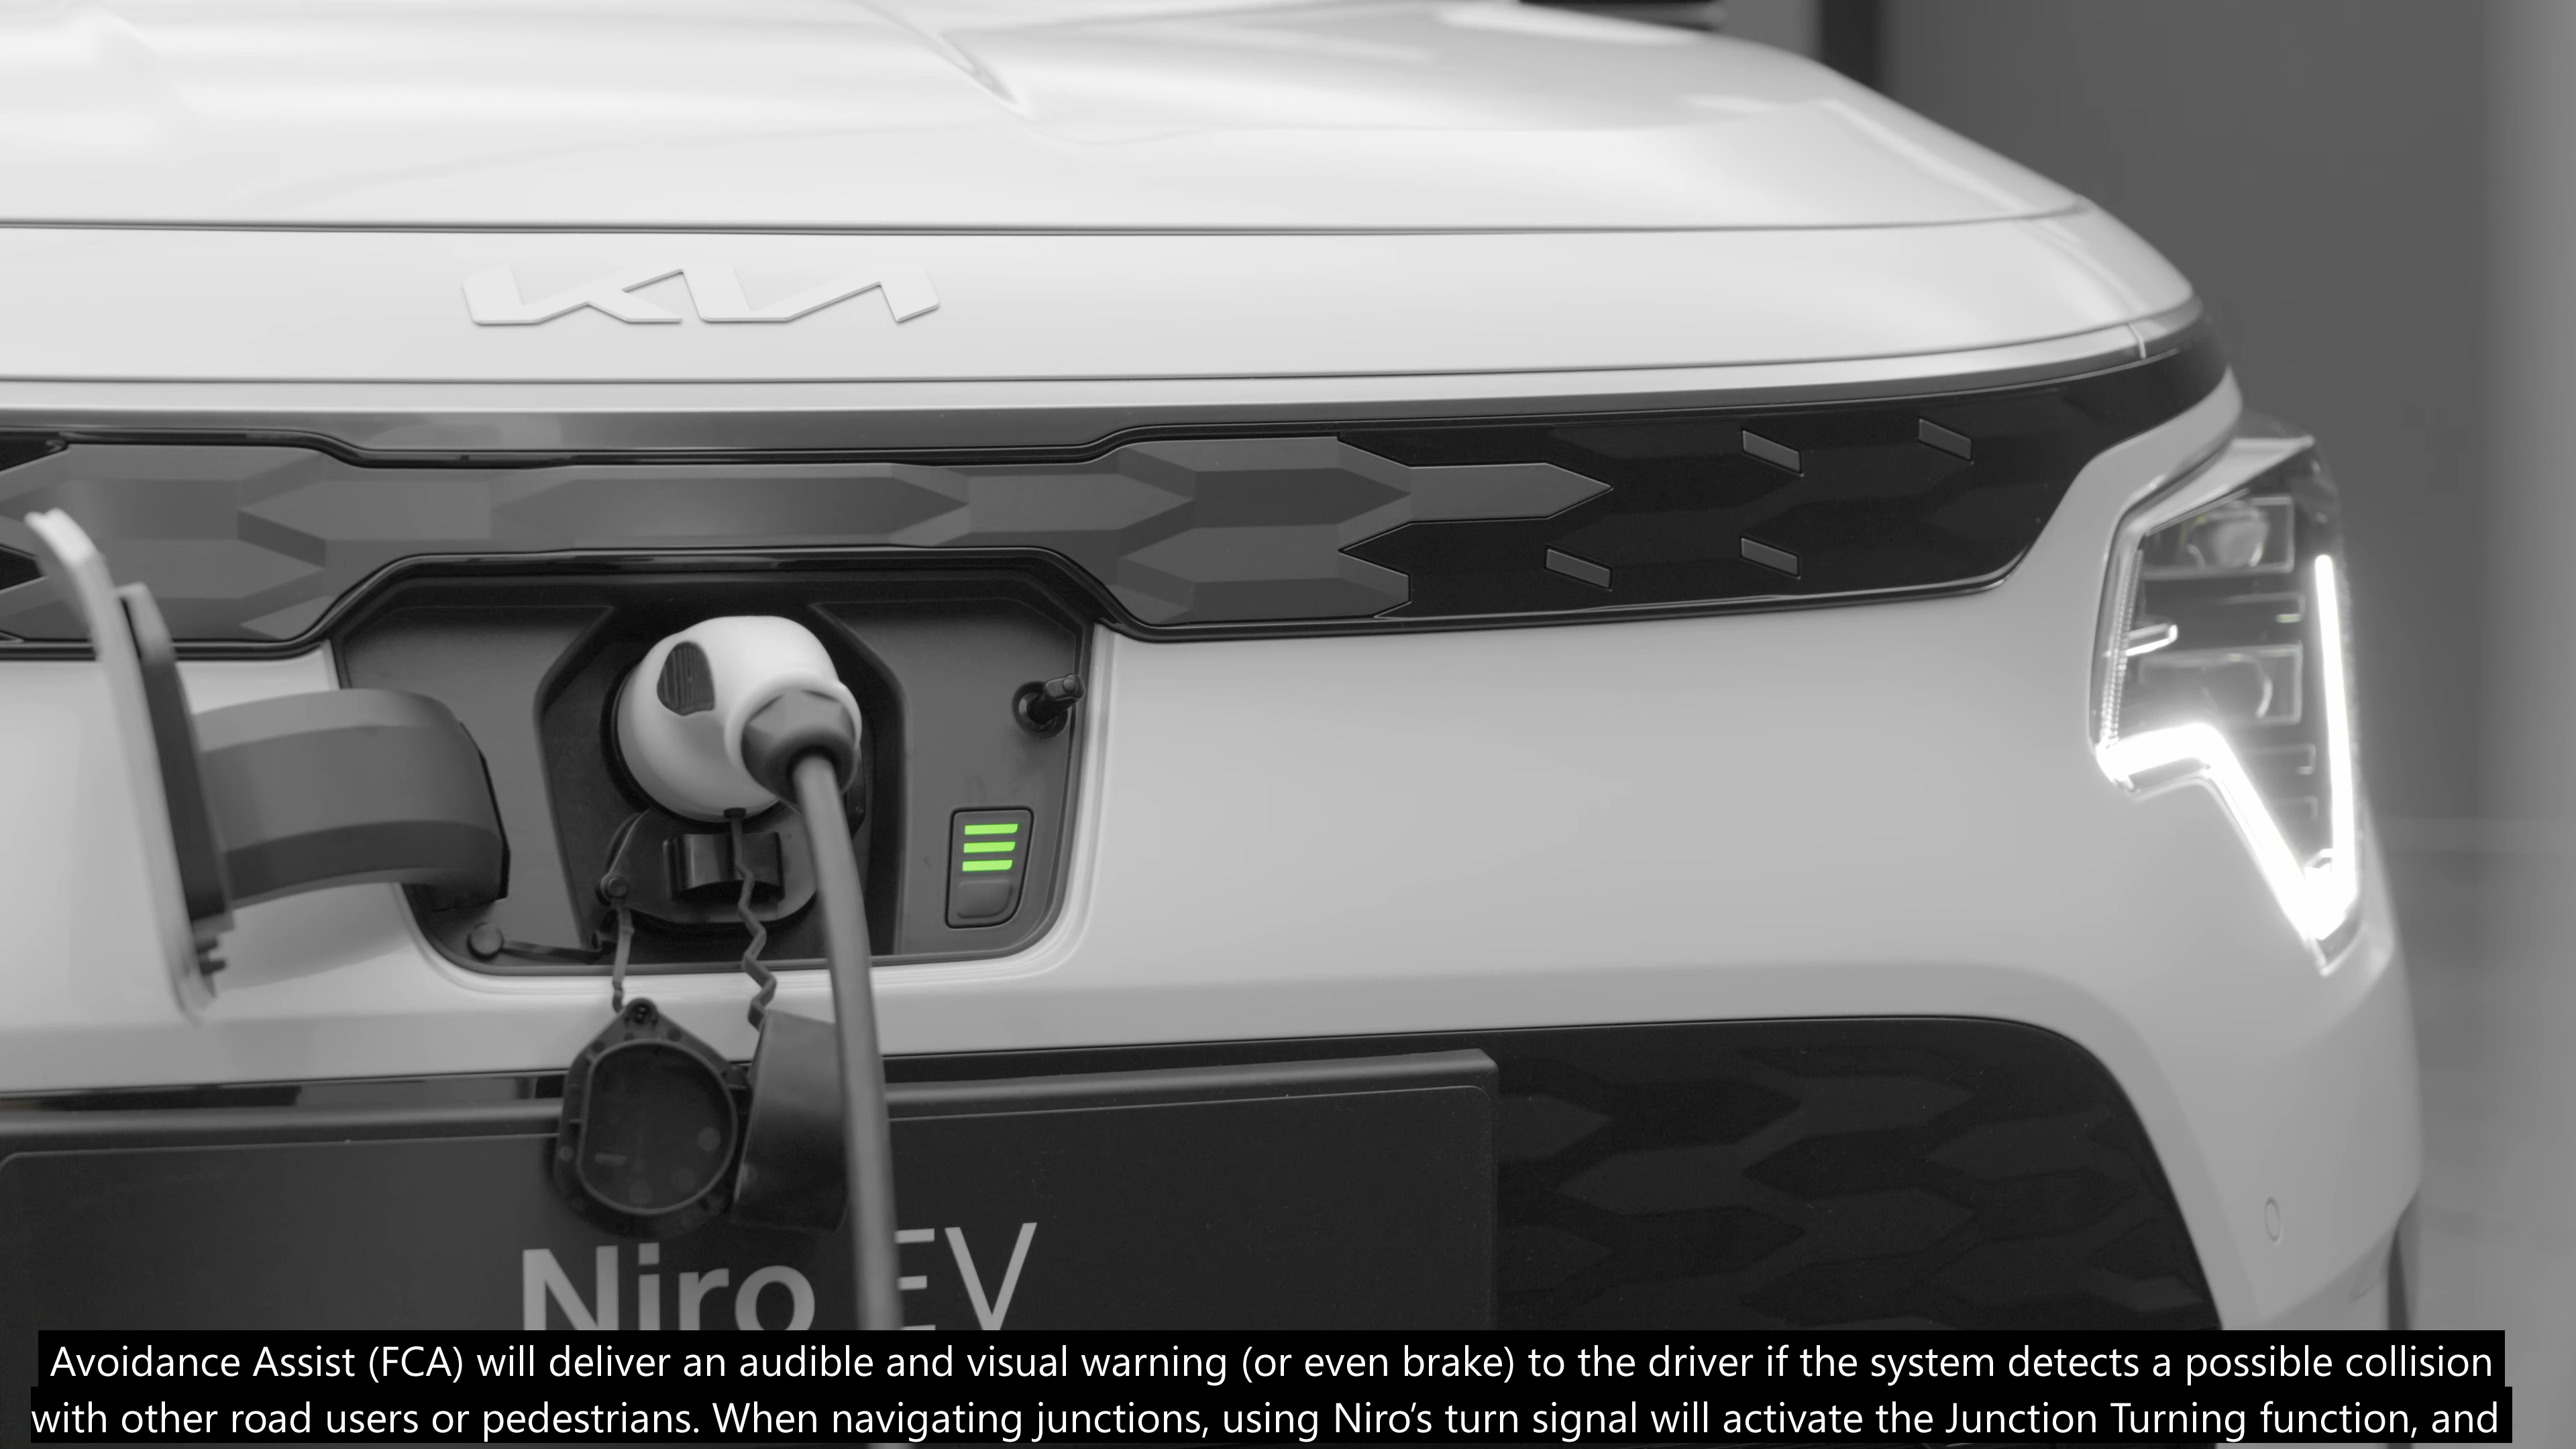 KIA
Niro EV
Avoidance Assist (FCA) will deliver an audible and visual warning (or even brake) to the driver if the system detects a possible collision
with other road users or pedestrians. When navigating junctions, using Niro’s turn signal will activate the Junction Turning function, and